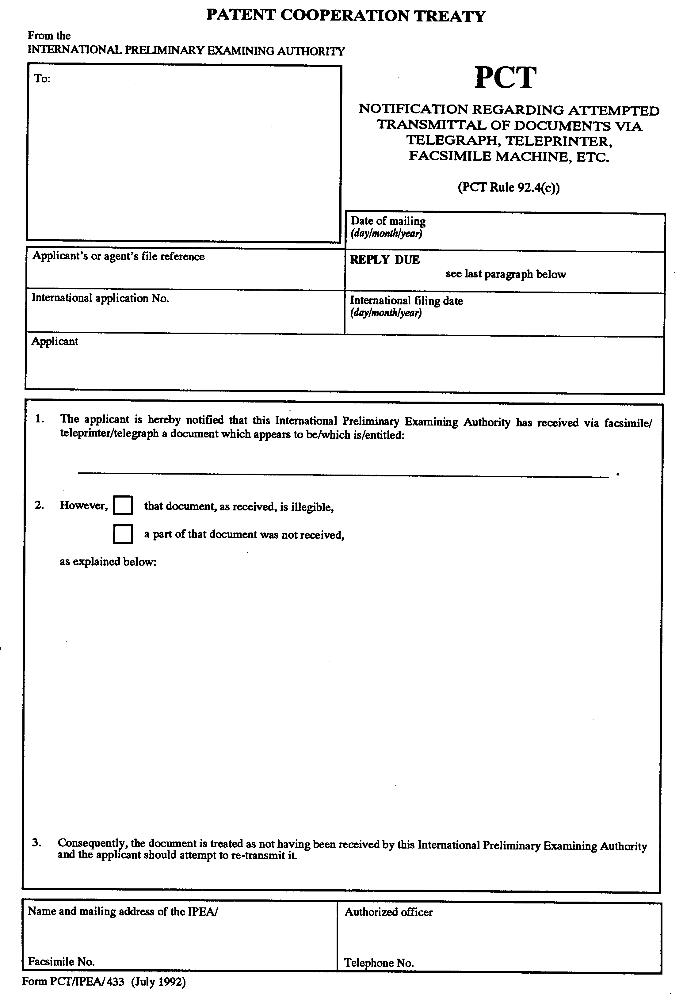 PATENT COOPERATION TREATY
From the
INTERNATIONAL PRELIMINARY EXAMINING AUTHORITY
To:
PCT
NOTIFICATION REGARDING ATTEMPTED
TRANSMITTAL OF DOCUMENTS VIA
TELEGRAPH, TELEPRINTER,
FACSIMILE MACHINE, ETC.
(PCT Rule 92.4(c))
Date of mailing
(day/month/year)
Applicant's or agent's file reference
REPLY DUE
see last paragraph below
International application No.
International filing date
(day/month/year)
Applicant
1. The applicant is hereby notified that this International Preliminary Examining Authority has received via facsimile/
teleprinter/telegraph a document which appears to be/which is/entitled:
.
2. However, that document, as received, is illegible,
a part of that document was not received,
as explained below:
3. Consequently, the document is treated as not having been received by this International Preliminary Examining Authority
and the applicant should attempt to re-transmit it.
Name and mailing address of the IPEA/
Authorized officer
Facsimile No.
Telephone No.
Form PCT/IPEA/433 (July 1992)